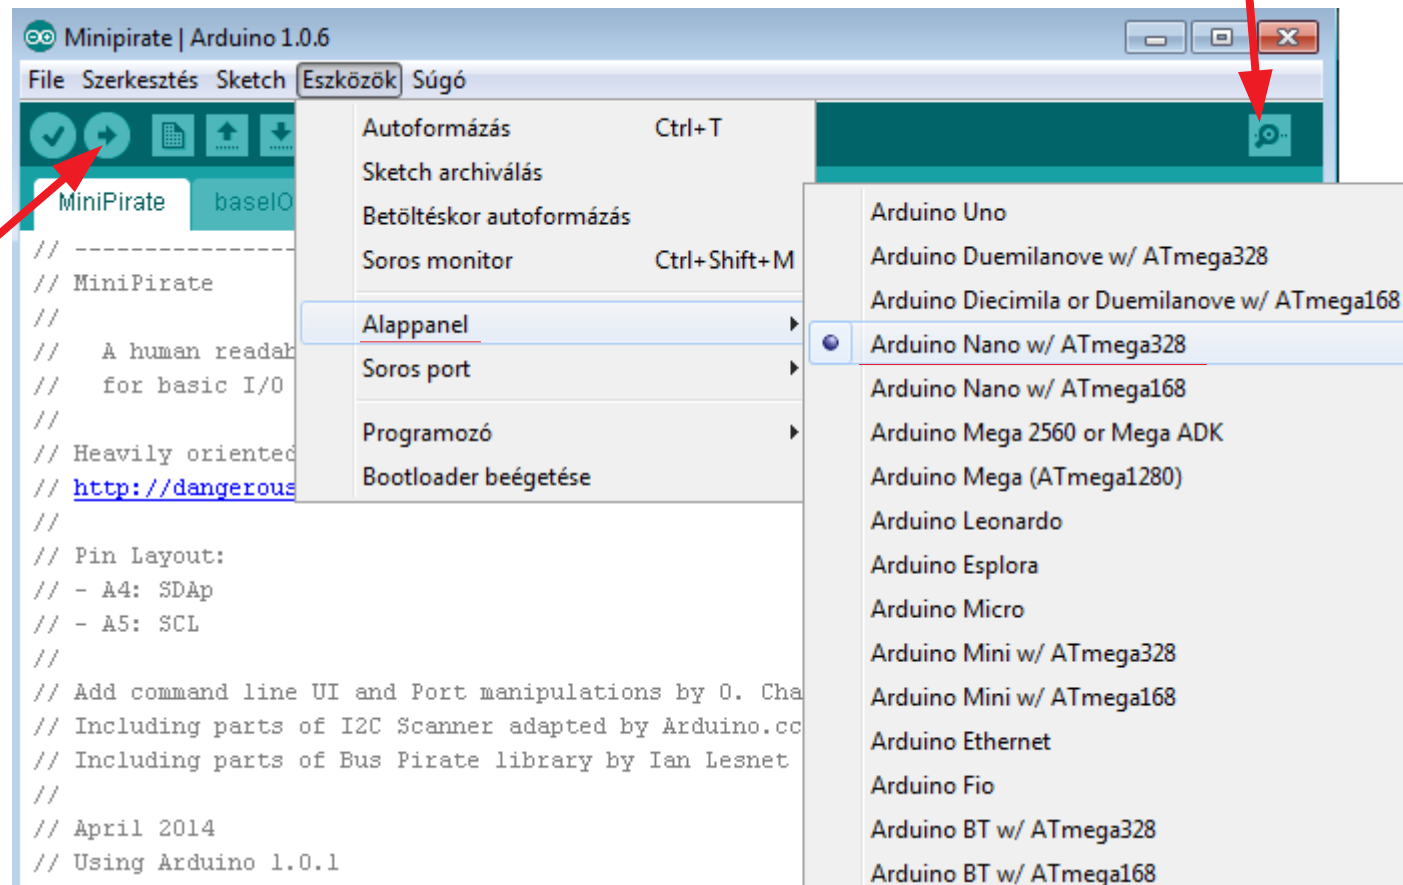 Minipirate | Arduino 1.0.6
File Szerkesztés Sketch Eszközök Súgó
MiniPirate
baseIO
Autoformázás Ctrl+T
Sketch archiválás
Betöltéskor autoformázás
Soros monitor Ctrl+Shift+M
Alappanel
Soros port
Programozó
Bootloader beégetése
Arduino Uno
Arduino Duemilanove w/ ATmega328
Arduino Diecimila or Duemilanove w/ ATmega168
Arduino Nano w/ ATmega328
Arduino Nano w/ ATmega168
Arduino Mega 2560 or Mega ADK
Arduino Mega (ATmega1280)
Arduino Leonardo
Arduino Esplora
Arduino Micro
Arduino Mini w/ ATmega328
Arduino Mini w/ ATmega168
Arduino Ethernet
Arduino Fio
Arduino BT w/ ATmega328
Arduino BT w/ ATmega168
// ----------------
// MiniPirate
//
// A human readab
// for basic I/O
//
// Heavily oriented
// http://dangerous
//
// Pin Layout:
// - A4: SDAp
// - A5: SCL
//
// Add command line UI and Port manipulations by O. Cha
// Including parts of I2C Scanner adapted by Arduino.cc
// Including parts of Bus Pirate library by Ian Lesnet
//
// April 2014
// Using Arduino 1.0.1